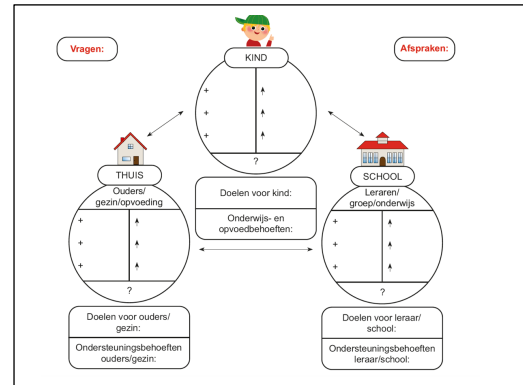 Vragen:
Afspraken:
KIND
+
+
+
?
THUIS
Ouders/
gezin/opvoeding
+
+
+
?
Doelen voor kind:
Onderwijs- en
opvoedbehoeften:
SCHOOL
Leraren/
groep/onderwijs
+
+
+
?
Doelen voor ouders/
gezin:
Ondersteuningsbehoeften
ouders/gezin:
Doelen voor leraar/
school:
Ondersteuningsbehoeften
leraar/school: